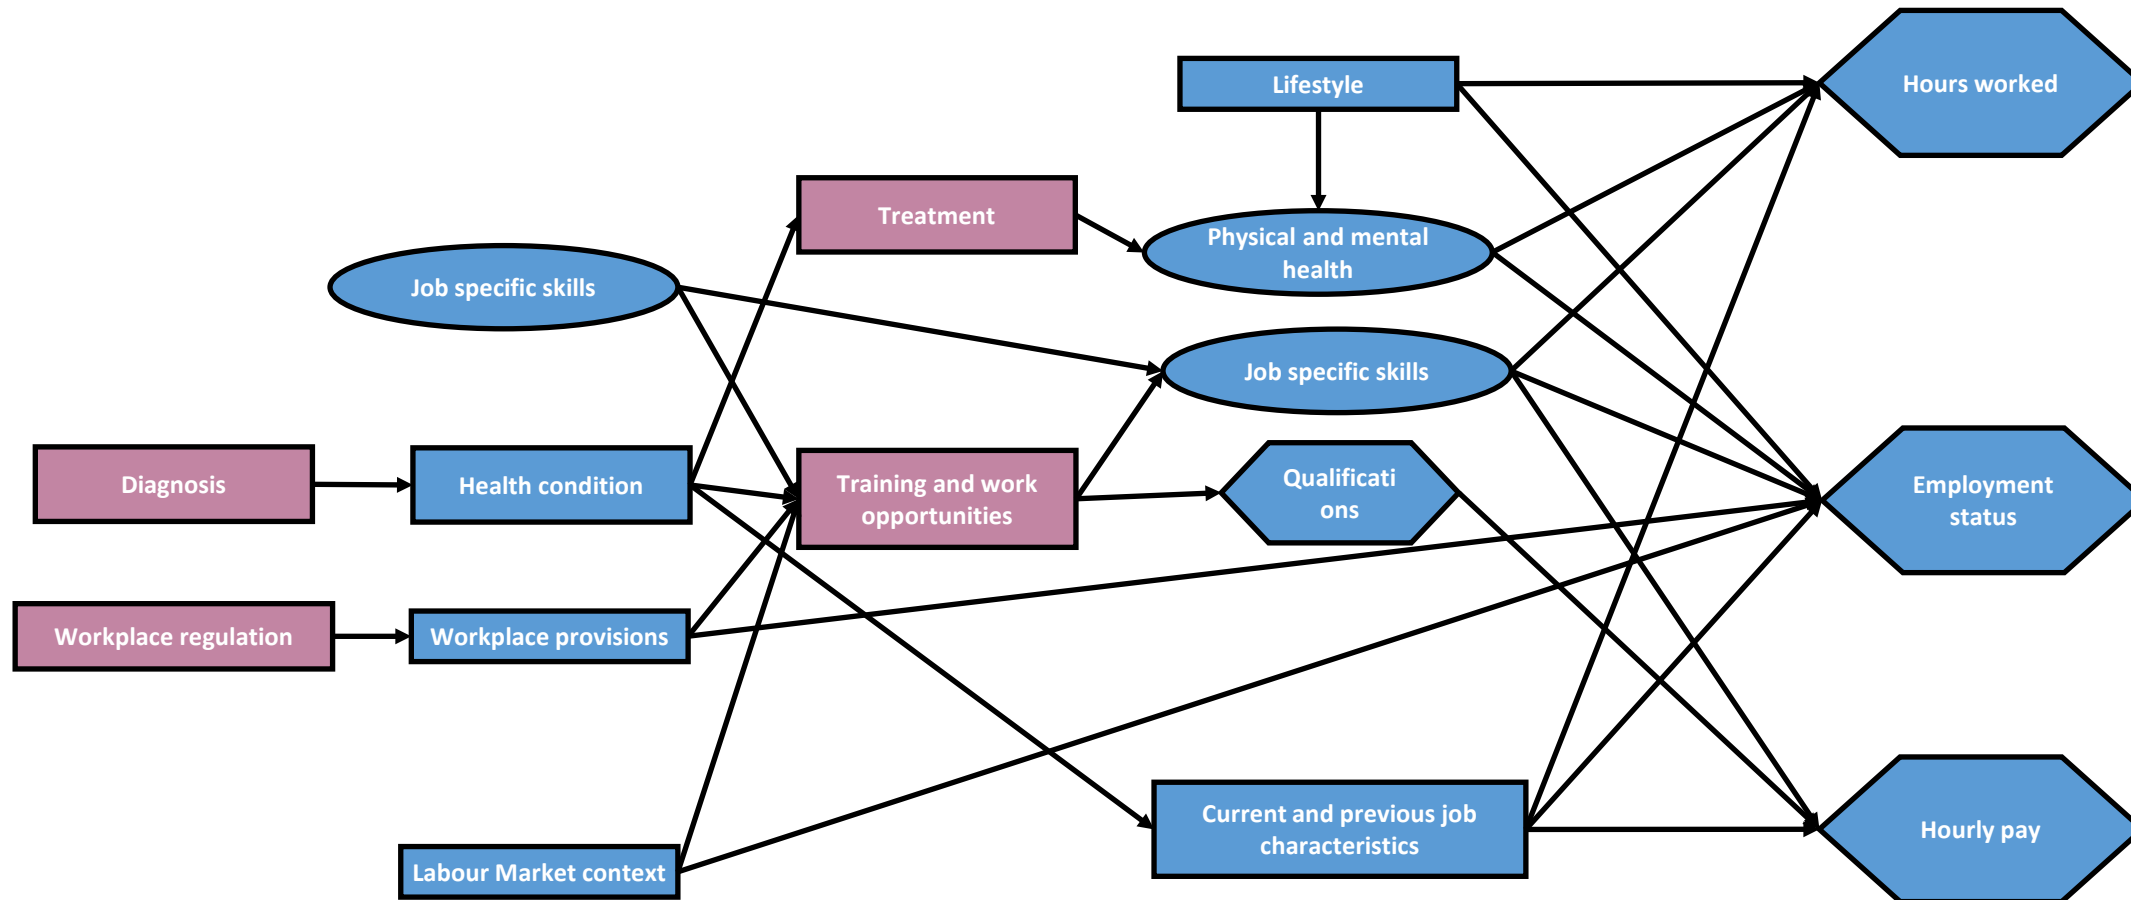 Lifestyle
Hours worked
Treatment
Physical and mental
health
Job specific skills
Job specific skills
Diagnosis
Health condition
Training and work
opportunities
Qualificati
ons
Employment
status
Workplace regulation
Workplace provisions
Current and previous job
characteristics
Hourly pay
Labour Market context